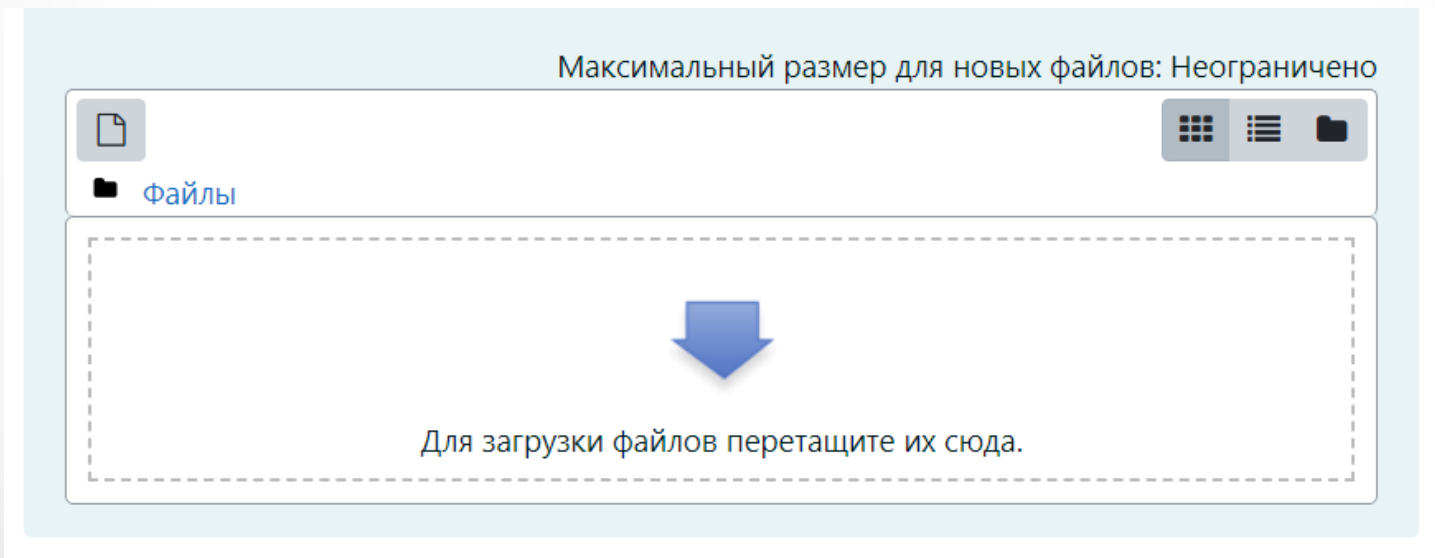 Максимальный размер для новых файлов: Неограничено
Файлы
Для загрузки файлов перетащите их сюда.